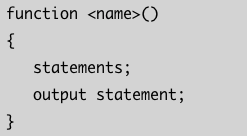 function <name>()
{
statements;
output statement;
}